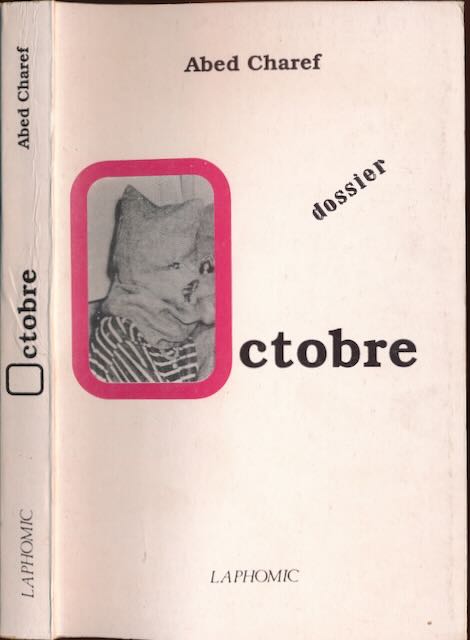 Abed Charef
dossier
Octobre
LAPHOMIC
Abed Charef
Octobre
LAPHOMIC